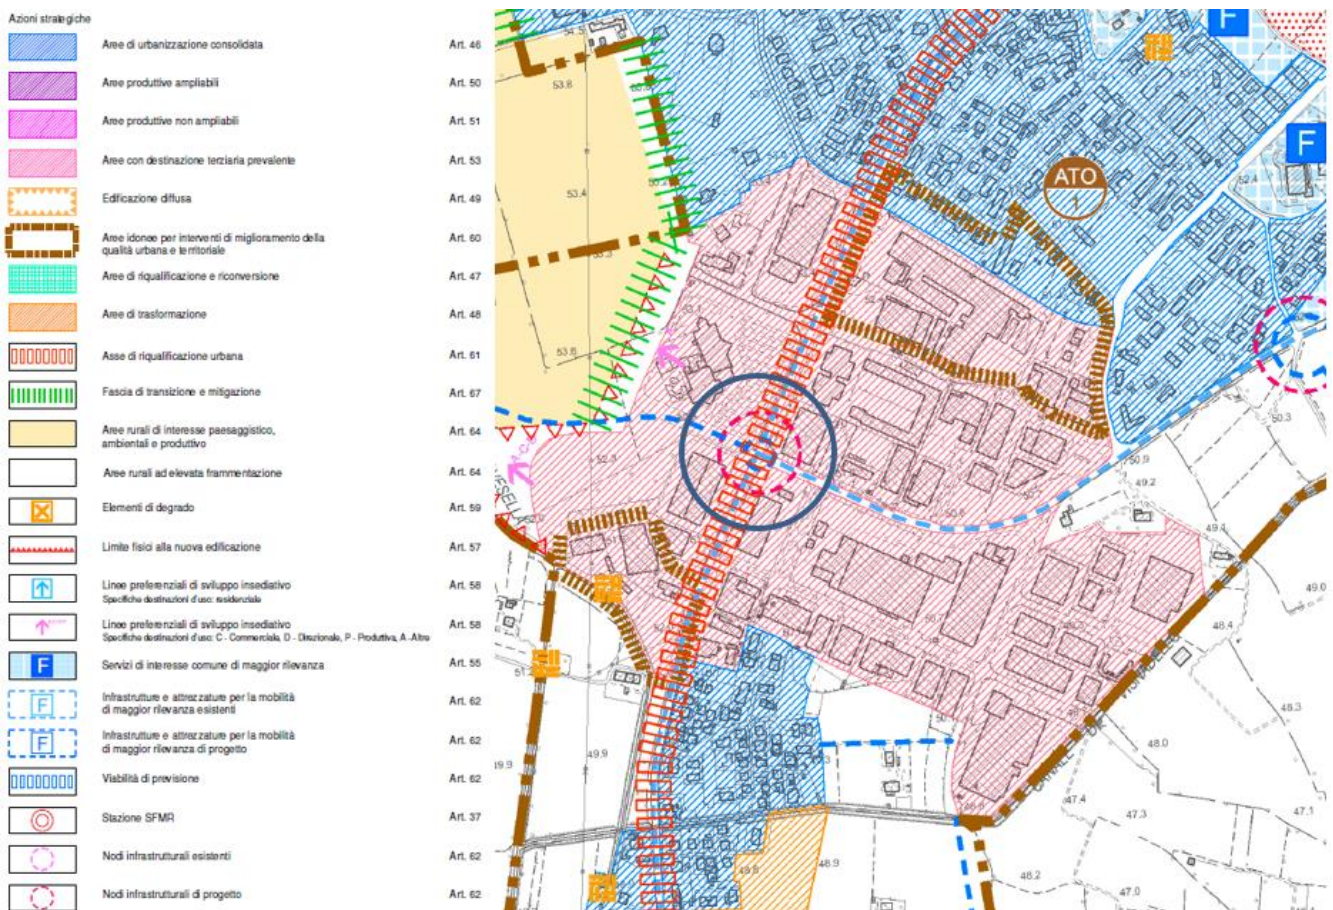 Azioni strategiche
Aree di urbanizzazione consolidata Art. 46
Aree produttive ampliabili Art. 50
Aree produttive non ampliabili Art. 51
Aree con destinazione terziaria prevalente Art. 53
Edificazione diffusa Art. 49
Aree idonee per interventi di miglioramento della
qualità urbana e territoriale Art. 60
Aree di riqualificazione e riconversione Art. 47
Aree di trasformazione Art. 48
Asse di riqualificazione urbana Art. 61
Fascia di transizione e mitigazione Art. 67
Aree rurali di interesse paesaggistico,
ambientali e produttivo Art. 64
Aree rurali ad elevata frammentazione Art. 64
Elementi di degrado Art. 59
Limite fisici alla nuova edificazione Art. 57
Linee preferenziali di sviluppo insediativo Art. 58
Specifiche destinazioni d'uso: residenziale
Linee preferenziali di sviluppo insediativo Art. 58
Specifiche destinazioni d'uso: C - Commerciale, D - Direzionale, P - Produttiva, A - Altro
F Servizi di interesse comune di maggior rilevanza Art. 55
F Infrastrutture e attrezzature per la mobilità
di maggior rilevanza esistenti Art. 62
F Infrastrutture e attrezzature per la mobilità
di maggior rilevanza di progetto Art. 62
Viabilità di previsione Art. 62
Stazione SFMR Art. 37
Nodi infrastrutturali esistenti Art. 62
Nodi infrastrutturali di progetto Art. 62
F
53.8
F
53.4
52.4
ATO
1
53.8
50.3
52.3
50.9
49.2
50.8
49.1
49.0
48.4
48.3
49.9
48.0
47.4
47.3
47.1
48.9
48.2
47.0